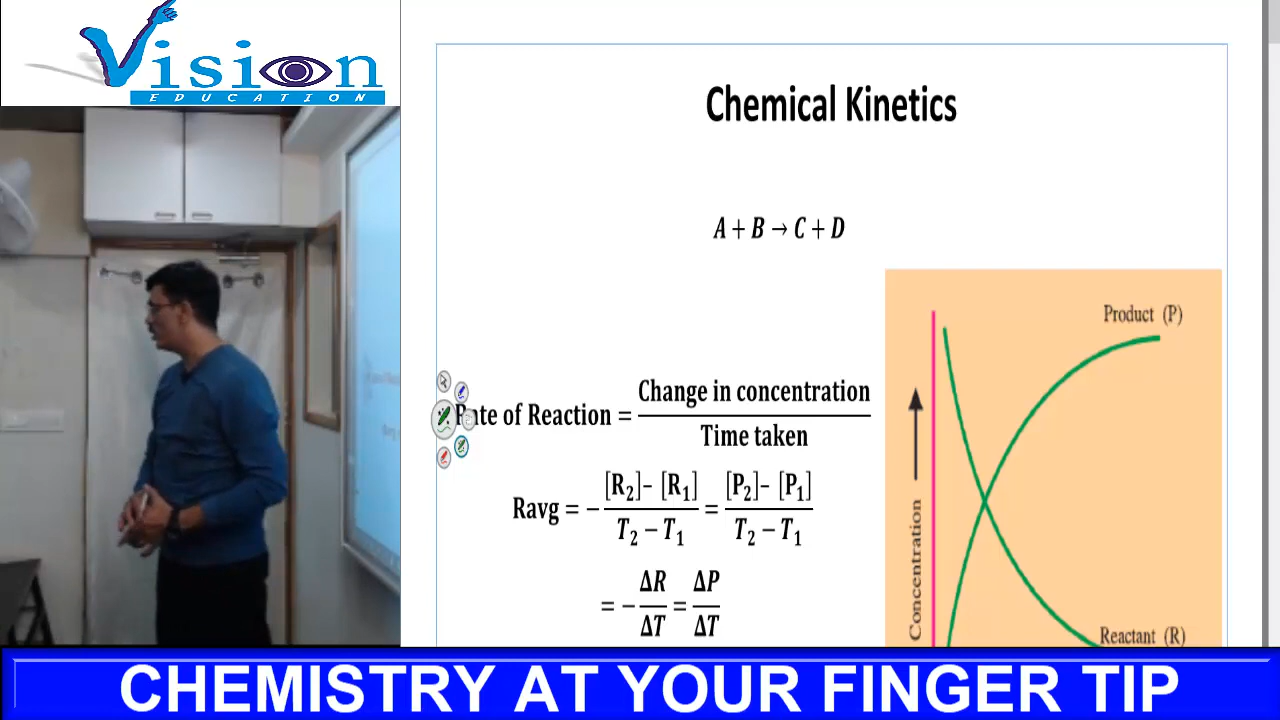 Vision
EDUCATION
Chemical Kinetics
A + B → C + D
Product (P)
Rate of Reaction = Change in concentration / Time taken
Ravg = − [R₂]− [R₁] / T₂ − T₁ = [P₂]− [P₁] / T₂ − T₁
= − ΔR / ΔT = ΔP / ΔT
Concentration
Reactant (R)
CHEMISTRY AT YOUR FINGER TIP